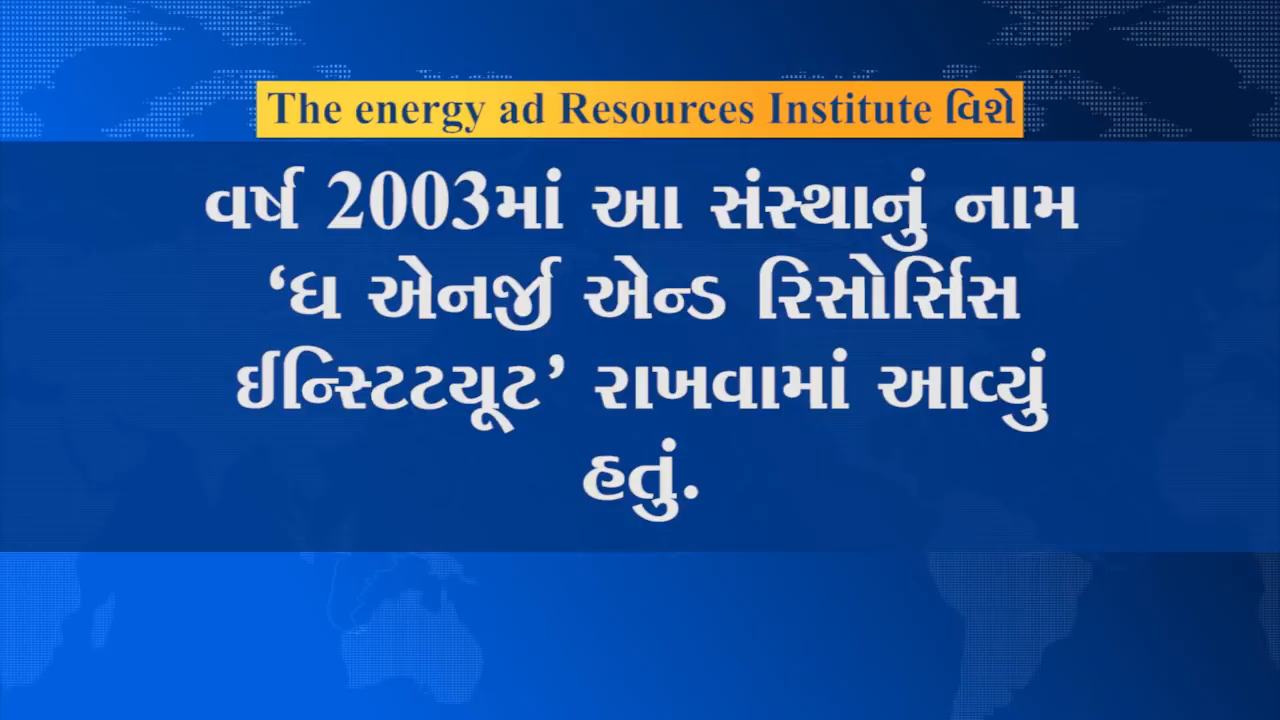 The energy ad Resources Institute વિશે
વર્ષ 2003માં આ સંસ્થાનું નામ
‘ધ એનર્જી એન્ડ રિસોર્સિસ
ઈન્સ્ટિટયૂટ’ રાખવામાં આવ્યું
હતું.